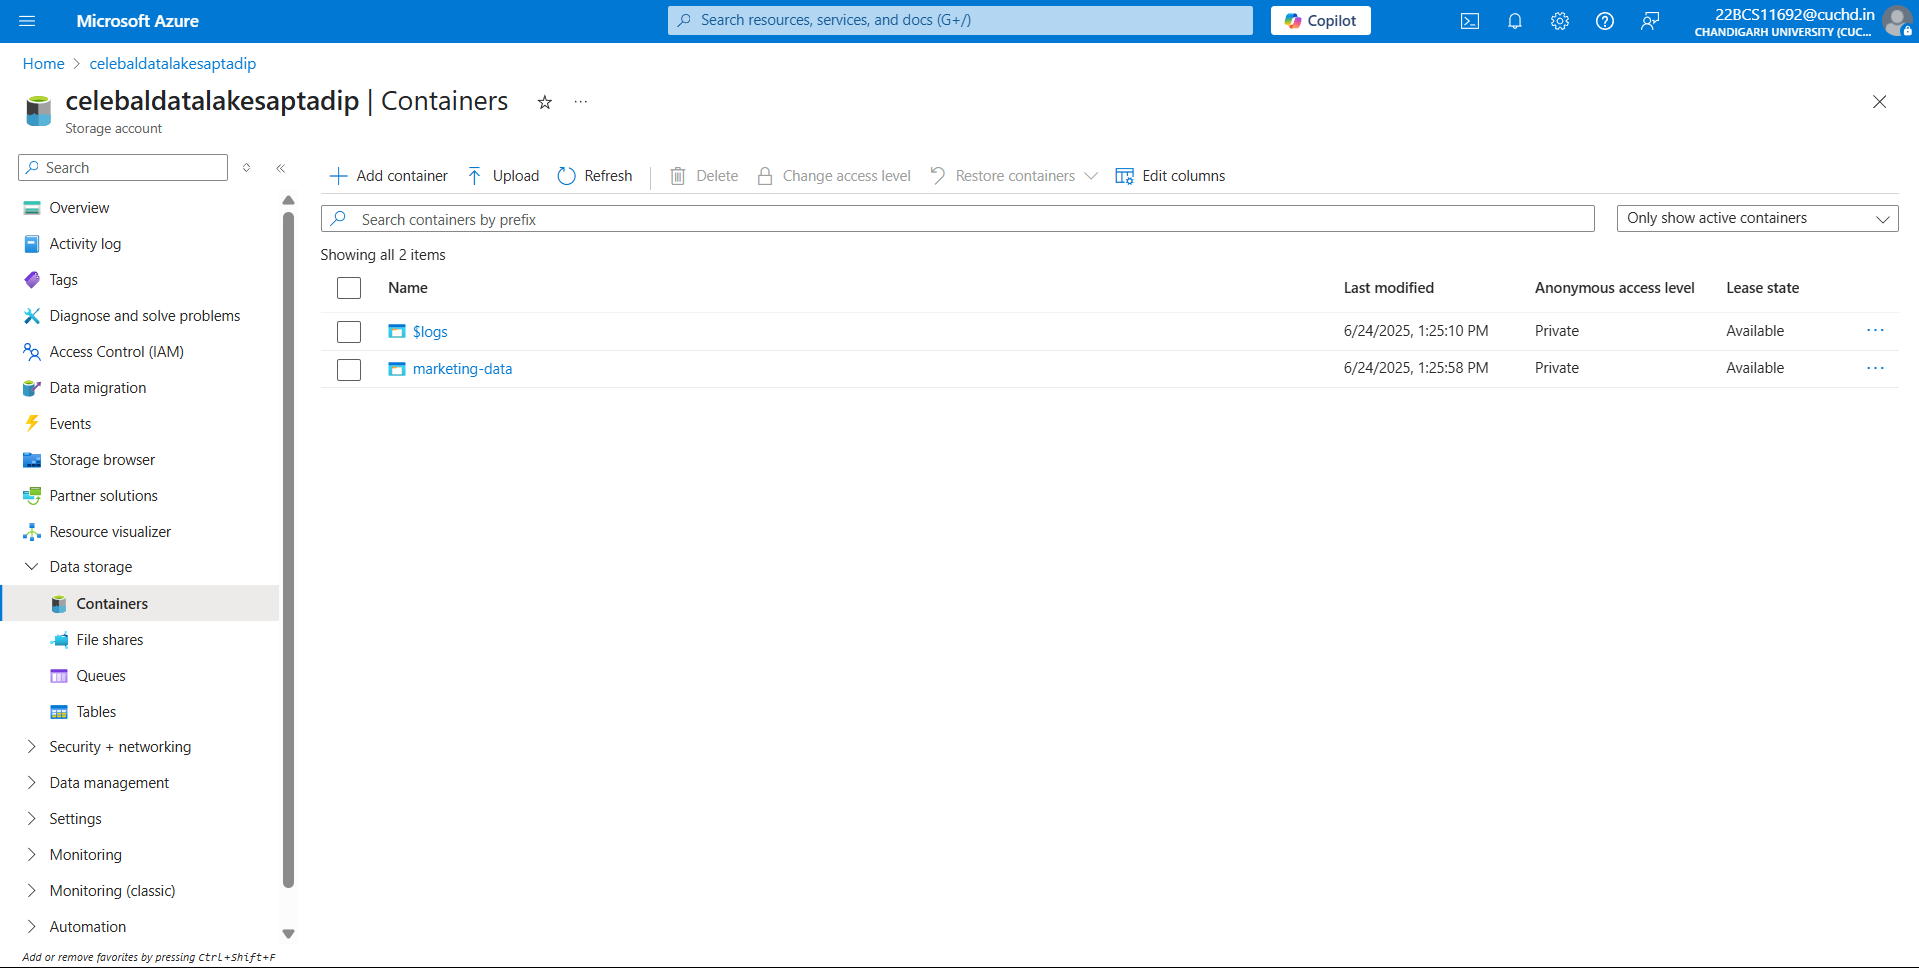 Microsoft Azure
Search resources, services, and docs (G+/)
Copilot
22BCS11692@cuchd.in
CHANDIGARH UNIVERSITY (CUC...
Home > celebaldatalakesaptadip
celebaldatalakesaptadip | Containers
Storage account
Search
Overview
Activity log
Tags
Diagnose and solve problems
Access Control (IAM)
Data migration
Events
Storage browser
Partner solutions
Resource visualizer
Data storage
Containers
File shares
Queues
Tables
Security + networking
Data management
Settings
Monitoring
Monitoring (classic)
Automation
Add or remove favorites by pressing Ctrl+Shift+F
Add container Upload Refresh Delete Change access level Restore containers Edit columns
Search containers by prefix
Only show active containers
Showing all 2 items
Name Last modified Anonymous access level Lease state
$logs 6/24/2025, 1:25:10 PM Private Available
marketing-data 6/24/2025, 1:25:58 PM Private Available